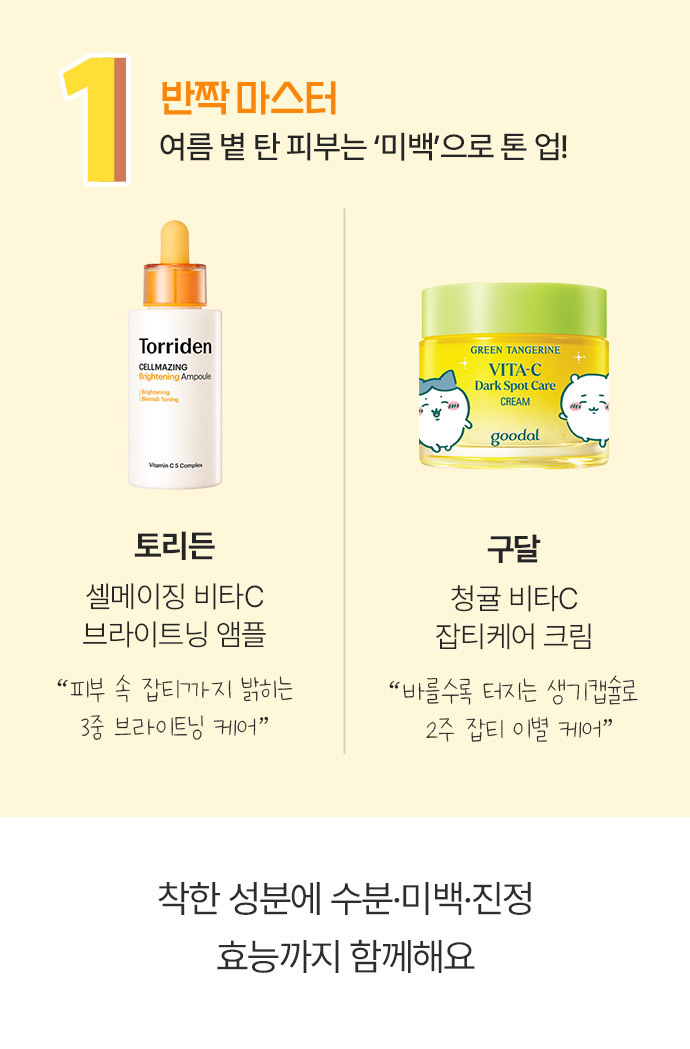 1
반짝 마스터
여름 볕 탄 피부는 ‘미백’으로 톤 업!
Torriden
CELLMAZING
Brightening Ampoule
Brightening
Blemish Toning
Vitamin C 5 Complex
토리든
셀메이징 비타C
브라이트닝 앰플
“피부 속 잡티까지 밝히는
3중 브라이트닝 케어”
GREEN TANGERINE
VITA-C
Dark Spot Care
CREAM
goodal
구달
청귤 비타C
잡티케어 크림
“바를수록 터지는 생기캡슐로
2주 잡티 이별 케어”
착한 성분에 수분·미백·진정
효능까지 함께해요